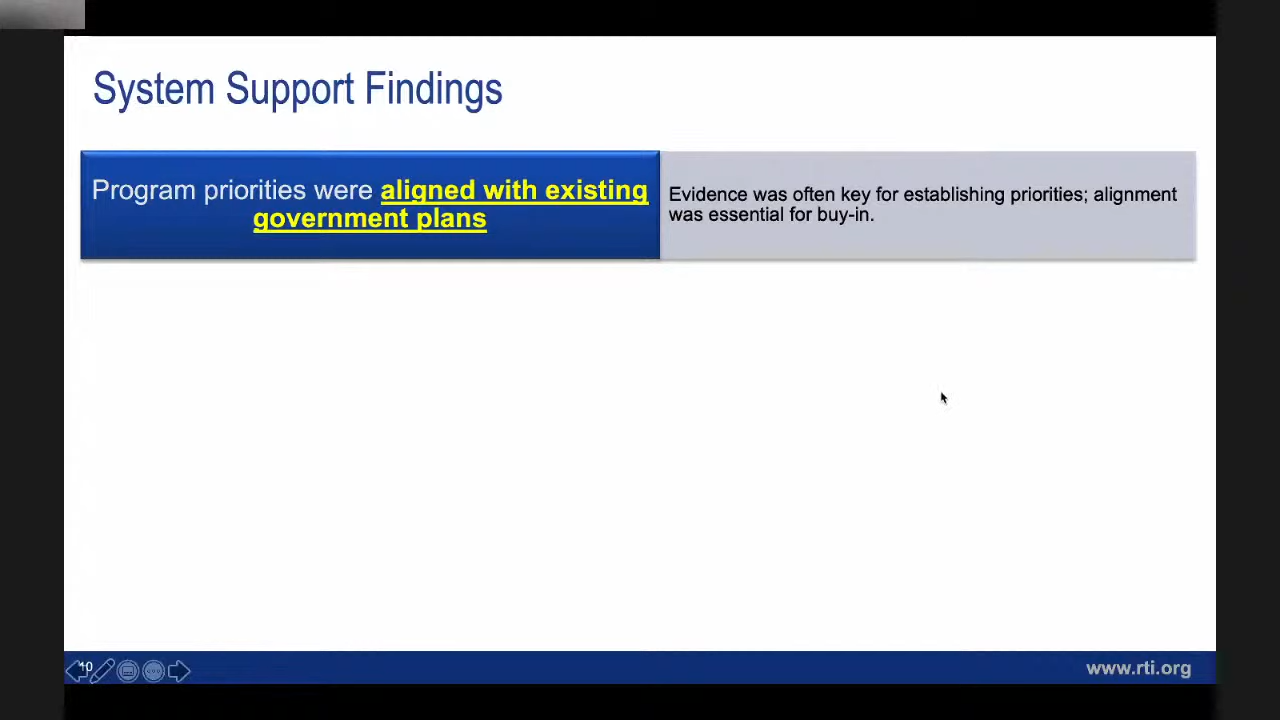 System Support Findings
Program priorities were aligned with existing
government plans
Evidence was often key for establishing priorities; alignment
was essential for buy-in.
10
www.rti.org